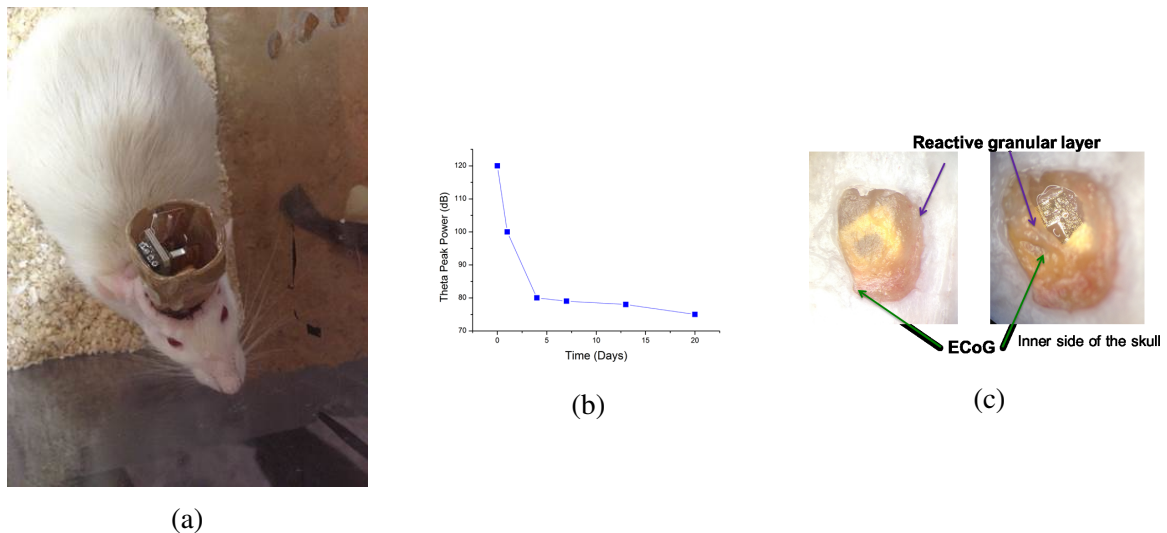 (a)
Theta Peak Power (dB)
120
110
100
90
80
70
0
5
10
15
20
Time (Days)
(b)
Reactive granular layer
ECoG
Inner side of the skull
(c)